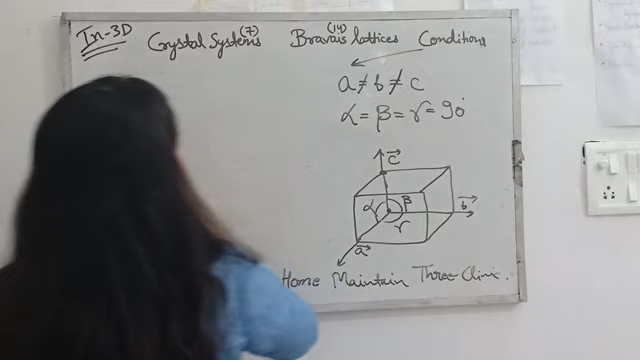 In-3D
Crystal Systems (7) Bravais lattices (14) Conditions
a ≠ b ≠ c
α = β = γ = 90°
c⃗
α β b⃗
γ
a⃗
Home Maintain Three Clinic.